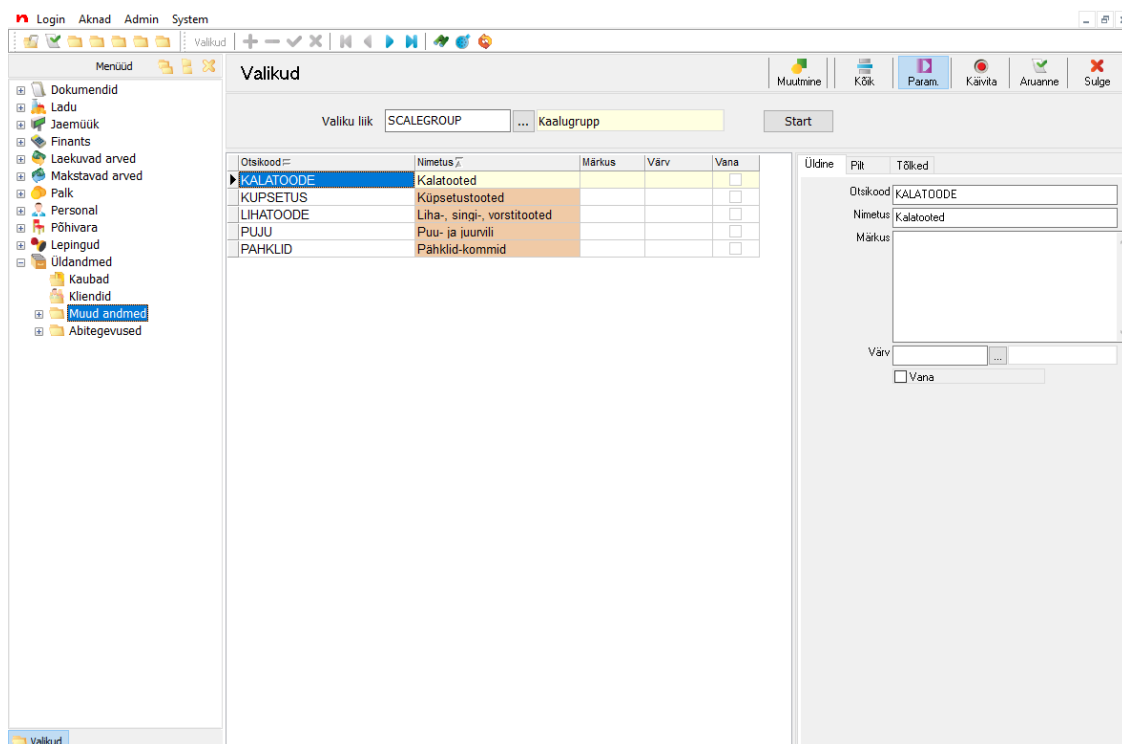 Login Aknad Admin System
Valikud
Menüüd
Dokumendid
Ladu
Jaemüük
Finants
Laekuvad arved
Makstavad arved
Palk
Personal
Põhivara
Lepingud
Üldandmed
Kaubad
Kliendid
Muud andmed
Abitegevused
Valikud
Valikud
Muutmine Kõik Param. Käivita Aruanne Sulge
Valiku liik SCALEGROUP ... Kaalugrupp Start
Otsikood Nimetus Märkus Värv Vana
KALATOODE Kalatooted
KUPSETUS Küpsetustooted
LIHATOODE Liha-, singi-, vorstitooted
PUJU Puu- ja juurvili
PAHKLID Pähklid-kommid
Üldine Pilt Tõlked
Otsikood KALATOODE
Nimetus Kalatooted
Märkus
Värv ...
Vana